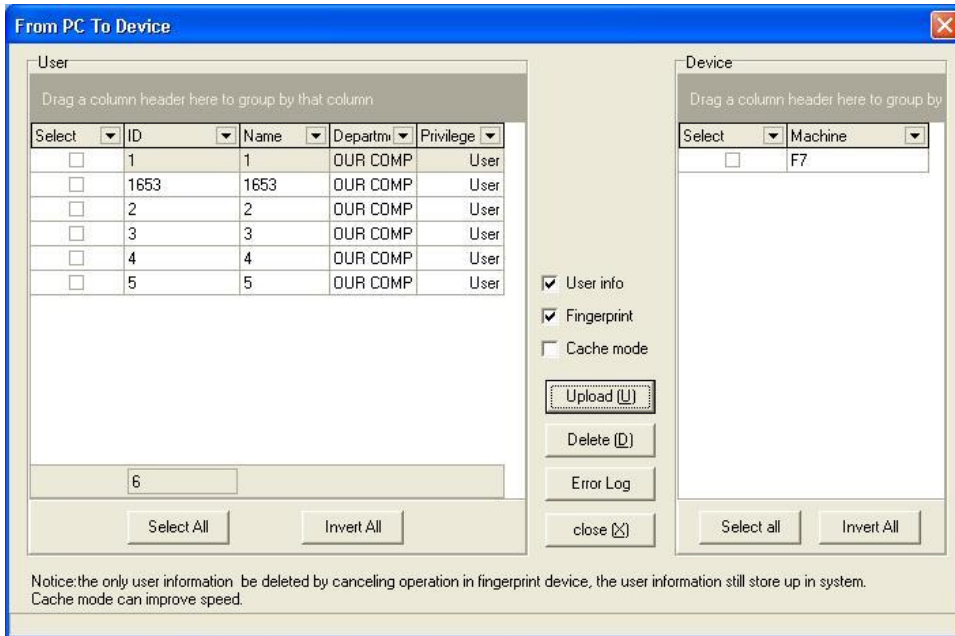 From PC To Device
User
Drag a column header here to group by that column
Select ID Name Departm Privilege
1 1 OUR COMP User
1653 1653 OUR COMP User
2 2 OUR COMP User
3 3 OUR COMP User
4 4 OUR COMP User
5 5 OUR COMP User
6
Select All Invert All
User info
Fingerprint
Cache mode
Upload (U)
Delete (D)
Error Log
close (X)
Device
Drag a column header here to group by
Select Machine
F7
Select all Invert All
Notice:the only user information be deleted by canceling operation in fingerprint device, the user information still store up in system.
Cache mode can improve speed.